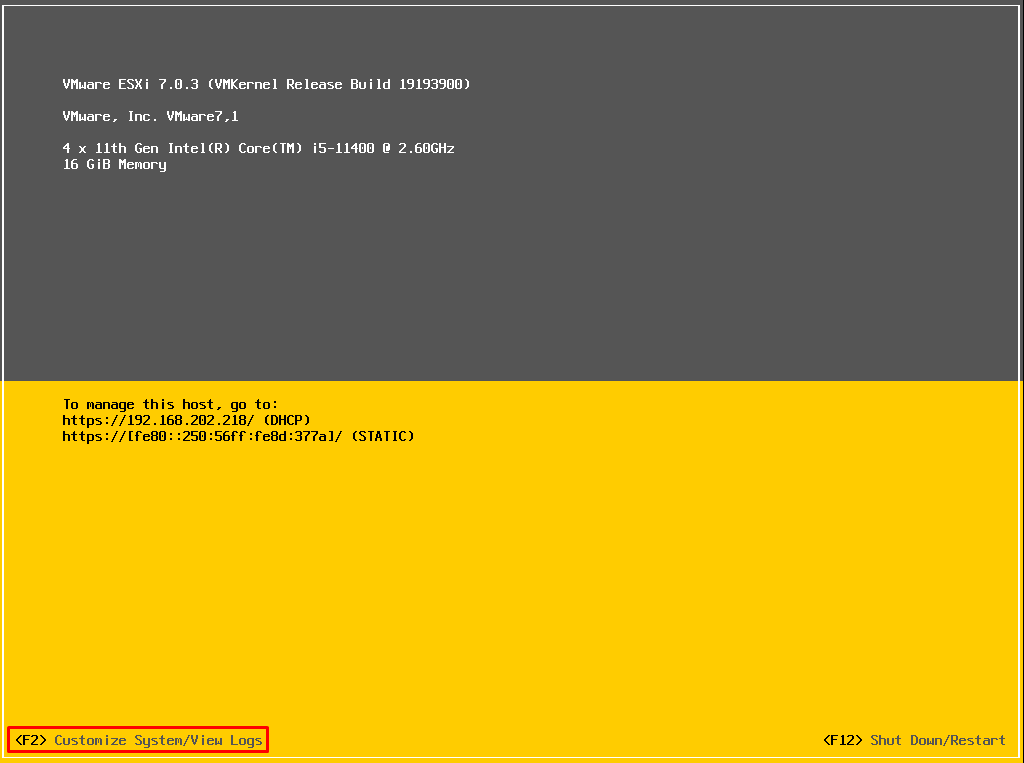 VMware ESXi 7.0.3 (VMKernel Release Build 19193900)
VMware, Inc. VMware7,1
4 x 11th Gen Intel(R) Core(TM) i5-11400 @ 2.60GHz
16 GiB Memory
To manage this host, go to:
https://192.168.202.218/ (DHCP)
https://[fe80::250:56ff:fe8d:377a]/ (STATIC)
<F2> Customize System/View Logs
<F12> Shut Down/Restart